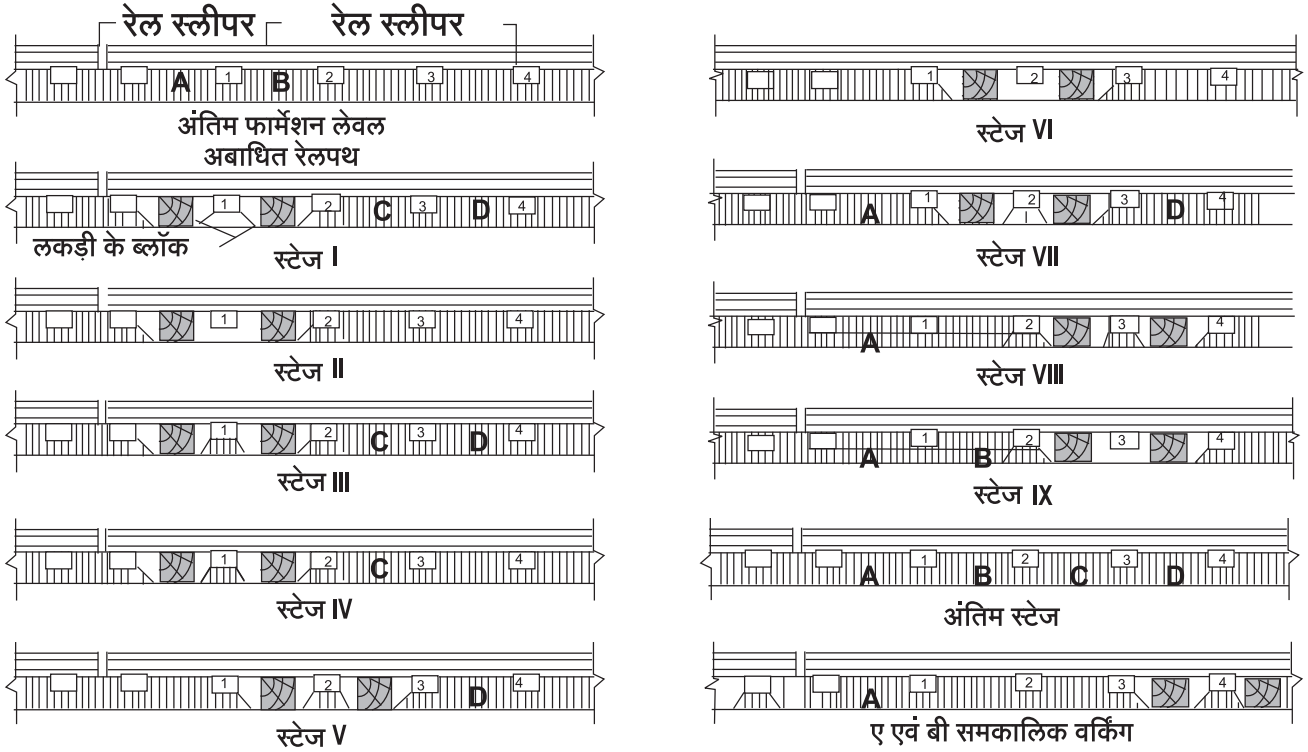 रेल स्लीपर रेल स्लीपर
A 1 B 2 3 4
अंतिम फार्मेशन लेवल
अबाधित रेलपथ
1 2 C 3 D 4
लकड़ी के ब्लॉक
स्टेज I
1 2 3 4
स्टेज II
1 2 C 3 D 4
स्टेज III
1 2 C 3 4
स्टेज IV
1 2 3 D 4
स्टेज V
1 2 3 4
स्टेज VI
A 1 2 3 D 4
स्टेज VII
A 1 2 3 4
स्टेज VIII
A 1 B 2 3 4
स्टेज IX
A 1 B 2 C 3 D 4
अंतिम स्टेज
A 1 2 3 4
ए एवं बी समकालिक वर्किंग